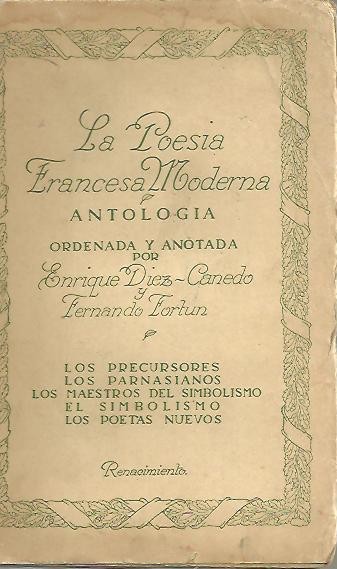 La Poesia
Francesa Moderna
ANTOLOGIA
ORDENADA Y ANOTADA
POR
Enrique Díez-Canedo
y
Fernando Fortun
LOS PRECURSORES
LOS PARNASIANOS
LOS MAESTROS DEL SIMBOLISMO
EL SIMBOLISMO
LOS POETAS NUEVOS
Renacimiento.